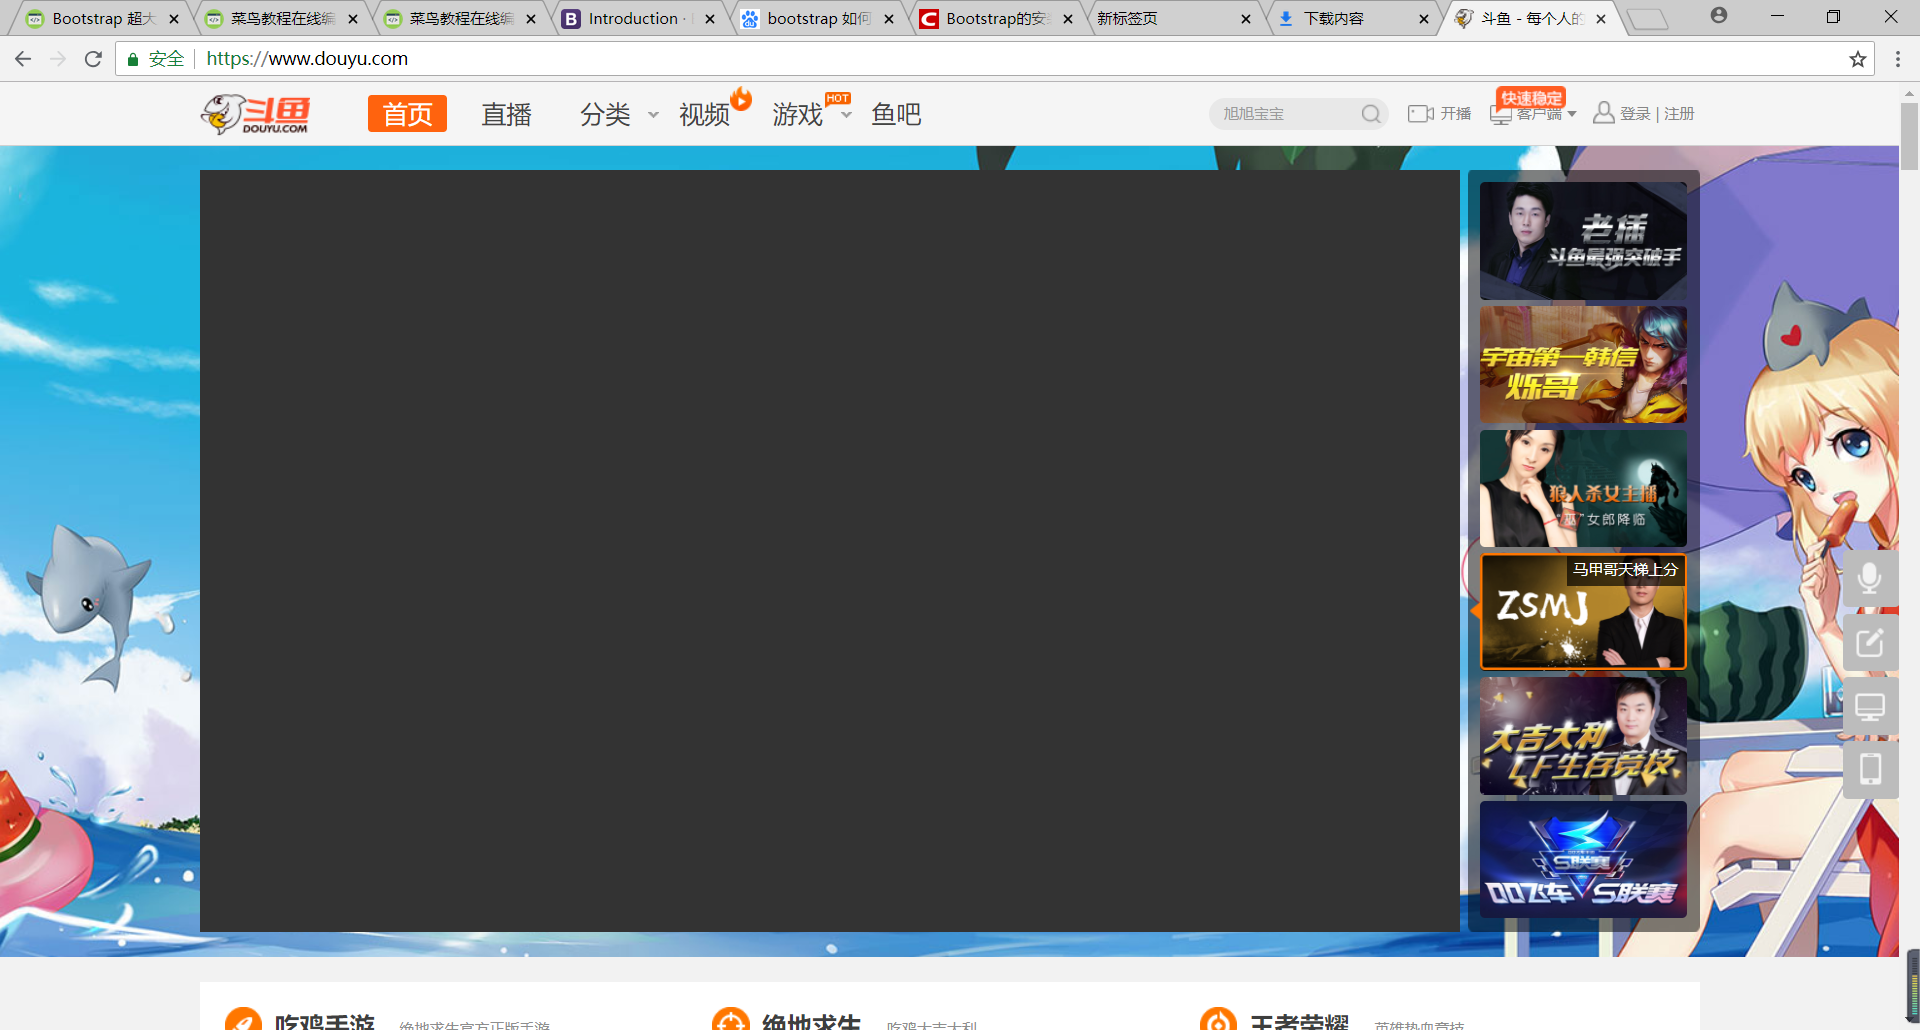 Bootstrap 超大
菜鸟教程在线编
菜鸟教程在线编
Introduction ·
bootstrap 如何
Bootstrap的安
新标签页
下载内容
斗鱼 - 每个人的
安全
https://www.douyu.com
斗鱼
DOUYU.COM
首页
直播
分类
视频
游戏
HOT
鱼吧
旭旭宝宝
开播
快速稳定
客户端
登录 | 注册
老插
斗鱼最强突破手
宇宙第一韩信
烁哥
狼人杀女主播
"巫"女郎降临
马甲哥天梯上分
ZSMJ
大吉大利
CF生存竞技
S联赛
QQ飞车 S联赛
吃鸡手游
绝地求生官方正版手游
绝地求生
吃鸡大吉大利
王者荣耀
英雄热血竞技